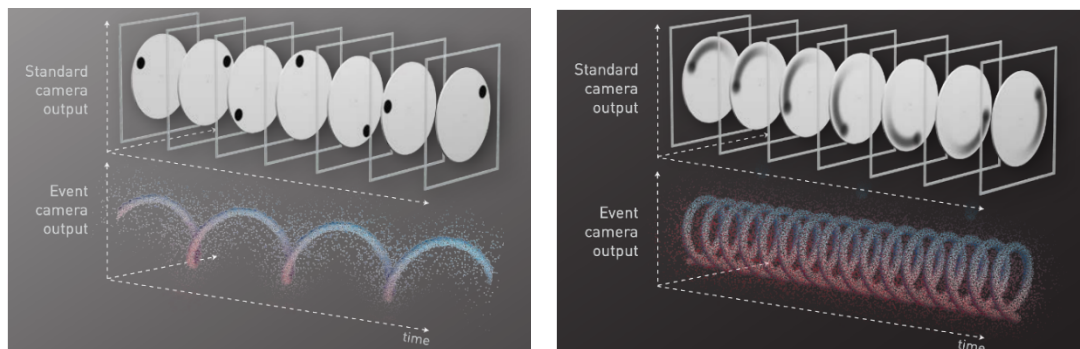 Standard
camera
output
Event
camera
output
time
Standard
camera
output
Event
camera
output
time